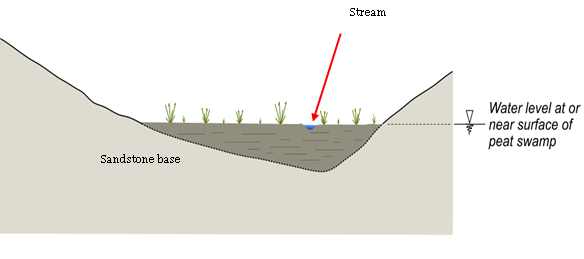 Stream
Water level at or
near surface of
peat swamp
Sandstone base